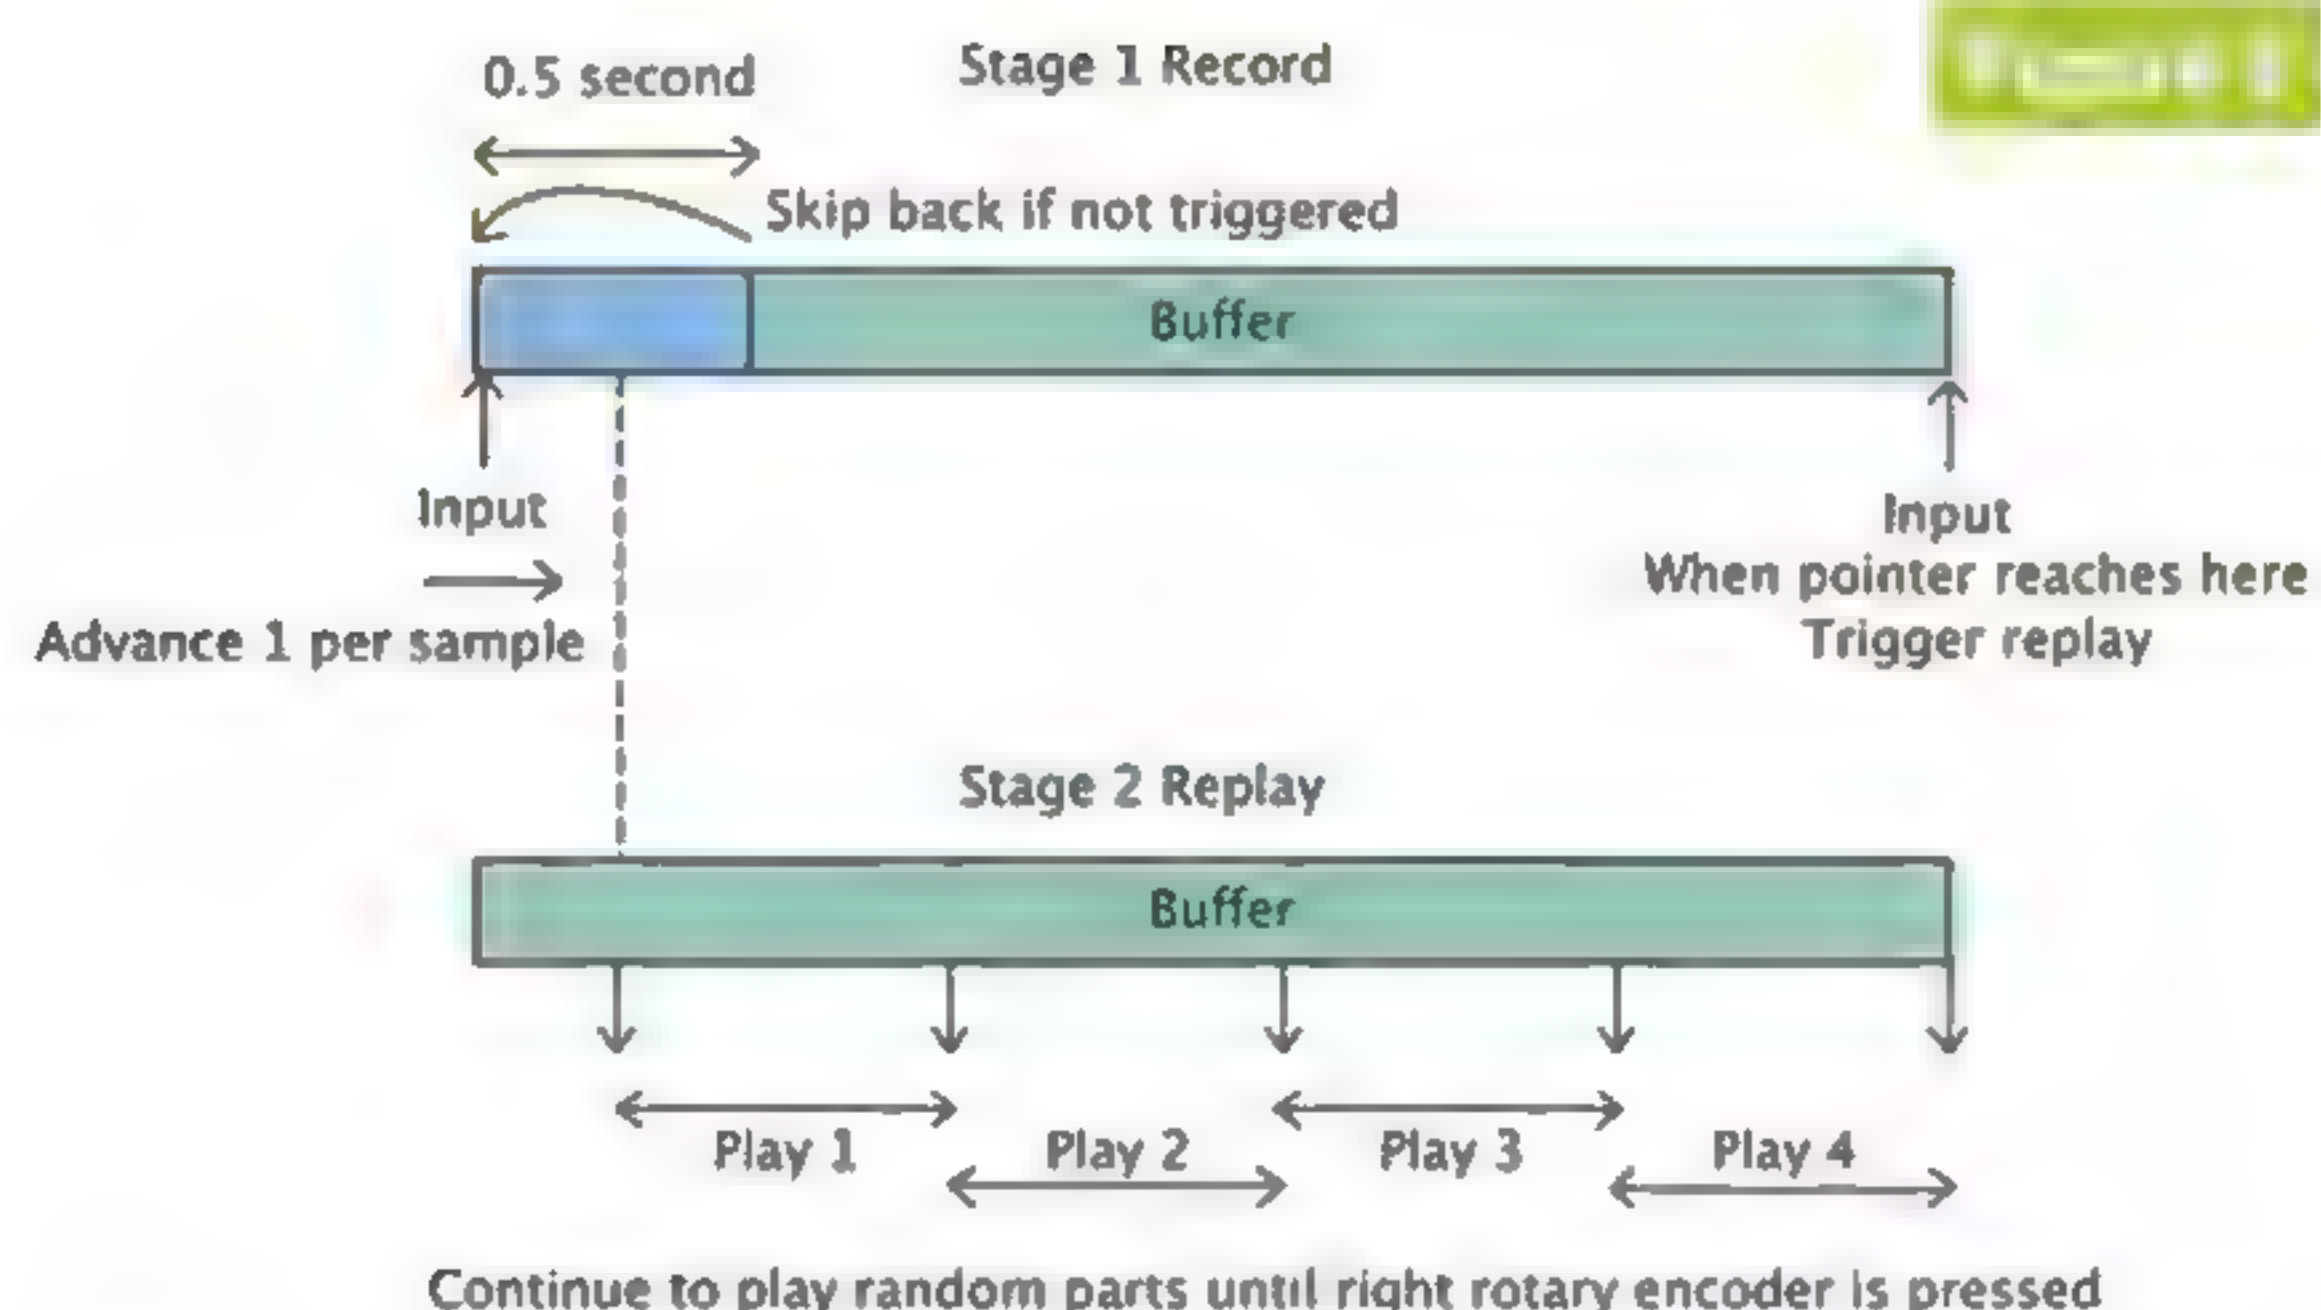 0.5 second
Stage 1 Record
Skip back if not triggered
Buffer
Input
Advance 1 per sample
Input
When pointer reaches here
Trigger replay
Stage 2 Replay
Buffer
Play 1
Play 2
Play 3
Play 4
Continue to play random parts until right rotary encoder is pressed